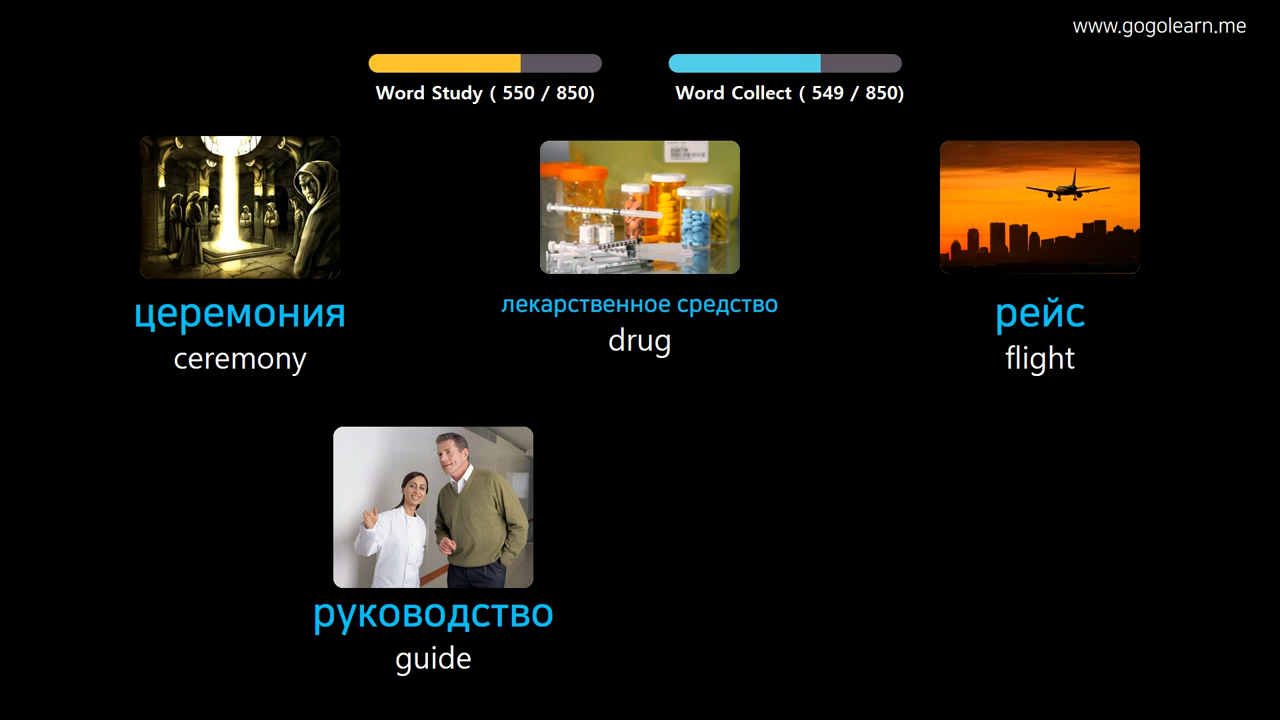 www.gogolearn.me
Word Study ( 550 / 850)
Word Collect ( 549 / 850)
церемония
ceremony
лекарственное средство
drug
рейс
flight
руководство
guide